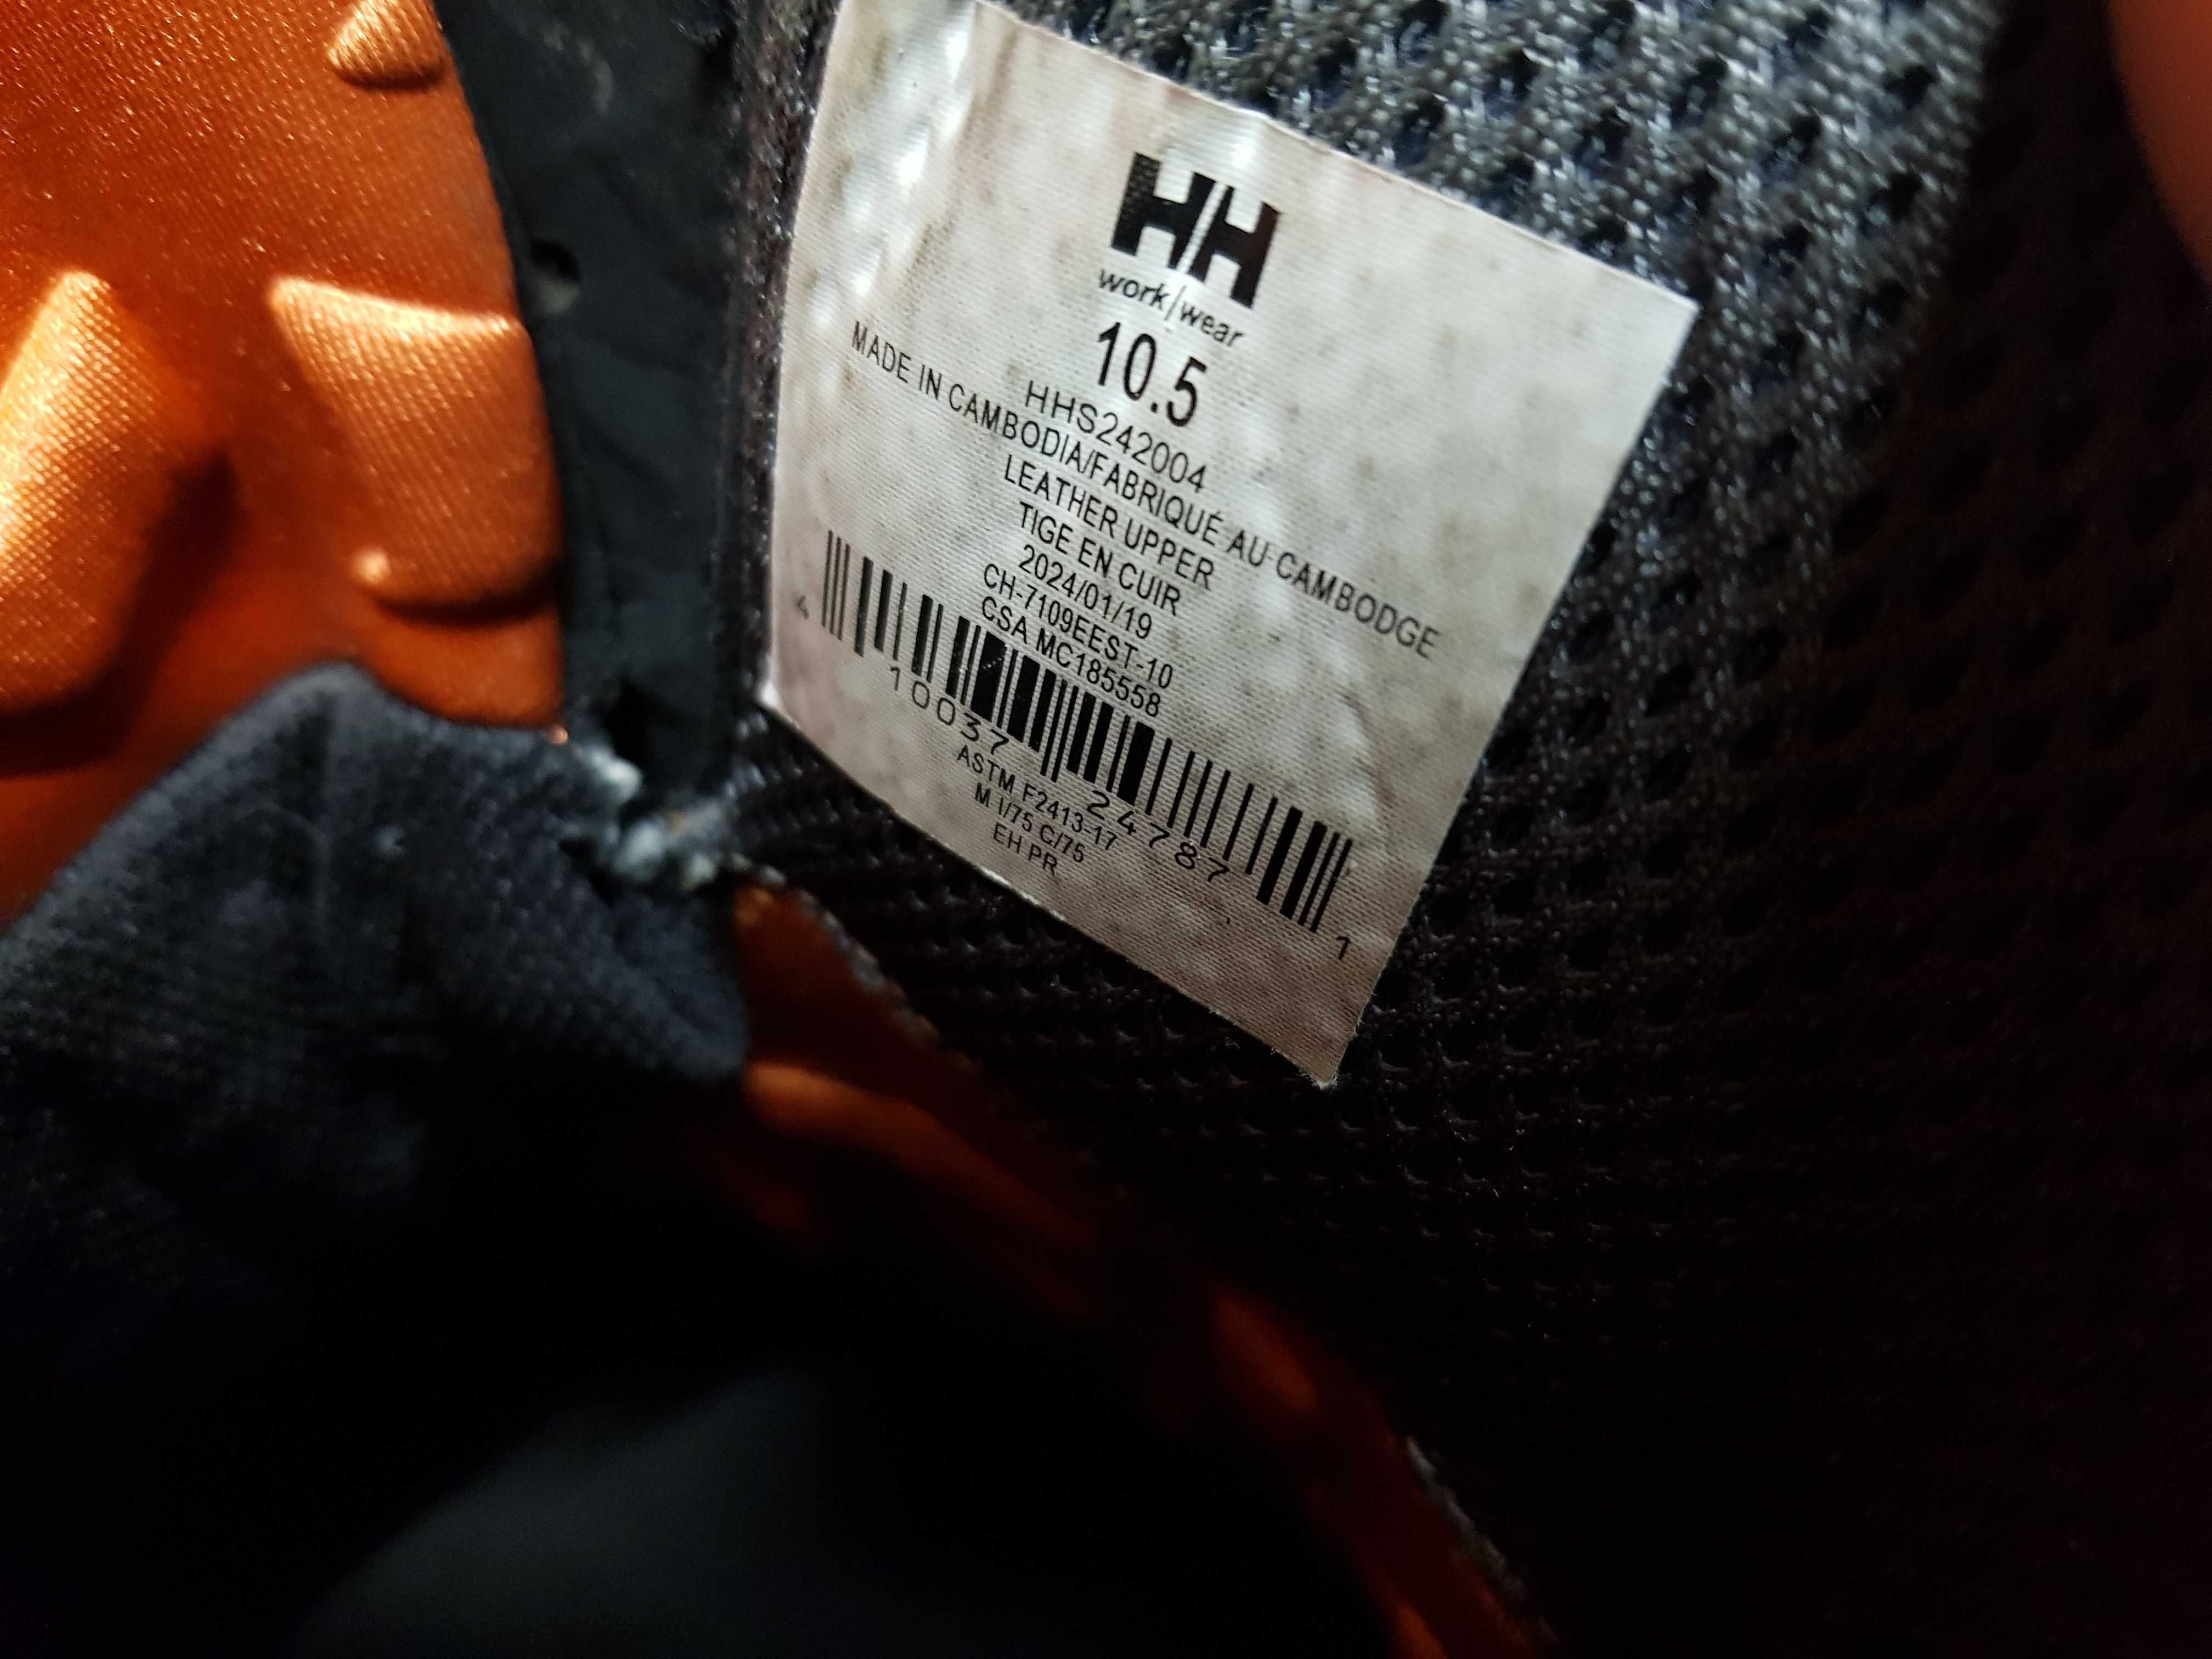 HH
work/wear
10.5
HHS242004
MADE IN CAMBODIA/FABRIQUÉ AU CAMBODGE
LEATHER UPPER
TIGE EN CUIR
2024/01/19
CH-7109EEST-10
CSA MC185558
4 10037 24787 1
ASTM F2413-17
M I/75 C/75
EH PR